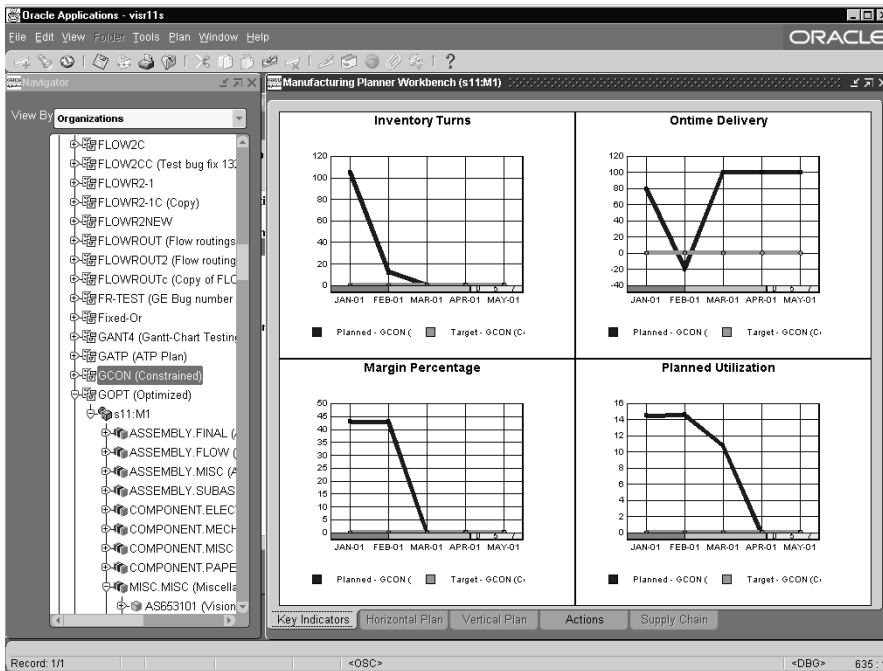 Oracle Applications - visr11s
File Edit View Folder Tools Plan Window Help
ORACLE
Navigator
View By Organizations
FLOW2C
FLOW2CC (Test bug fix 132
FLOWR2-1
FLOWR2-1C (Copy)
FLOWR2NEW
FLOWROUT (Flow routings
FLOWROUT2 (Flow routing
FLOWROUTc (Copy of FLO
FR-TEST (GE Bug number
Fixed-Or
GANT4 (Gantt-Chart Testing
GATP (ATP Plan)
GCON (Constrained)
GOPT (Optimized)
s11:M1
ASSEMBLY.FINAL (
ASSEMBLY.FLOW (
ASSEMBLY.MISC (A
ASSEMBLY.SUBAS
COMPONENT.ELEC
COMPONENT.MECH
COMPONENT.MISC
COMPONENT.PAPE
MISC.MISC (Miscella
AS653101 (Vision
Manufacturing Planner Workbench (s11:M1)
Inventory Turns
120
100
80
60
40
20
0
JAN-01 FEB-01 MAR-01 APR-01 MAY-01
Planned - GCON ( Target - GCON (C
Ontime Delivery
120
100
80
60
40
20
0
-20
-40
JAN-01 FEB-01 MAR-01 APR-01 MAY-01
Planned - GCON ( Target - GCON (C
Margin Percentage
50
45
40
35
30
25
20
15
10
5
0
JAN-01 FEB-01 MAR-01 APR-01 MAY-01
Planned - GCON ( Target - GCON (C
Planned Utilization
16
14
12
10
8
6
4
2
0
JAN-01 FEB-01 MAR-01 APR-01 MAY-01
Planned - GCON ( Target - GCON (C
Key Indicators Horizontal Plan Vertical Plan Actions Supply Chain
Record: 1/1 <OSC> <DBG> 635: